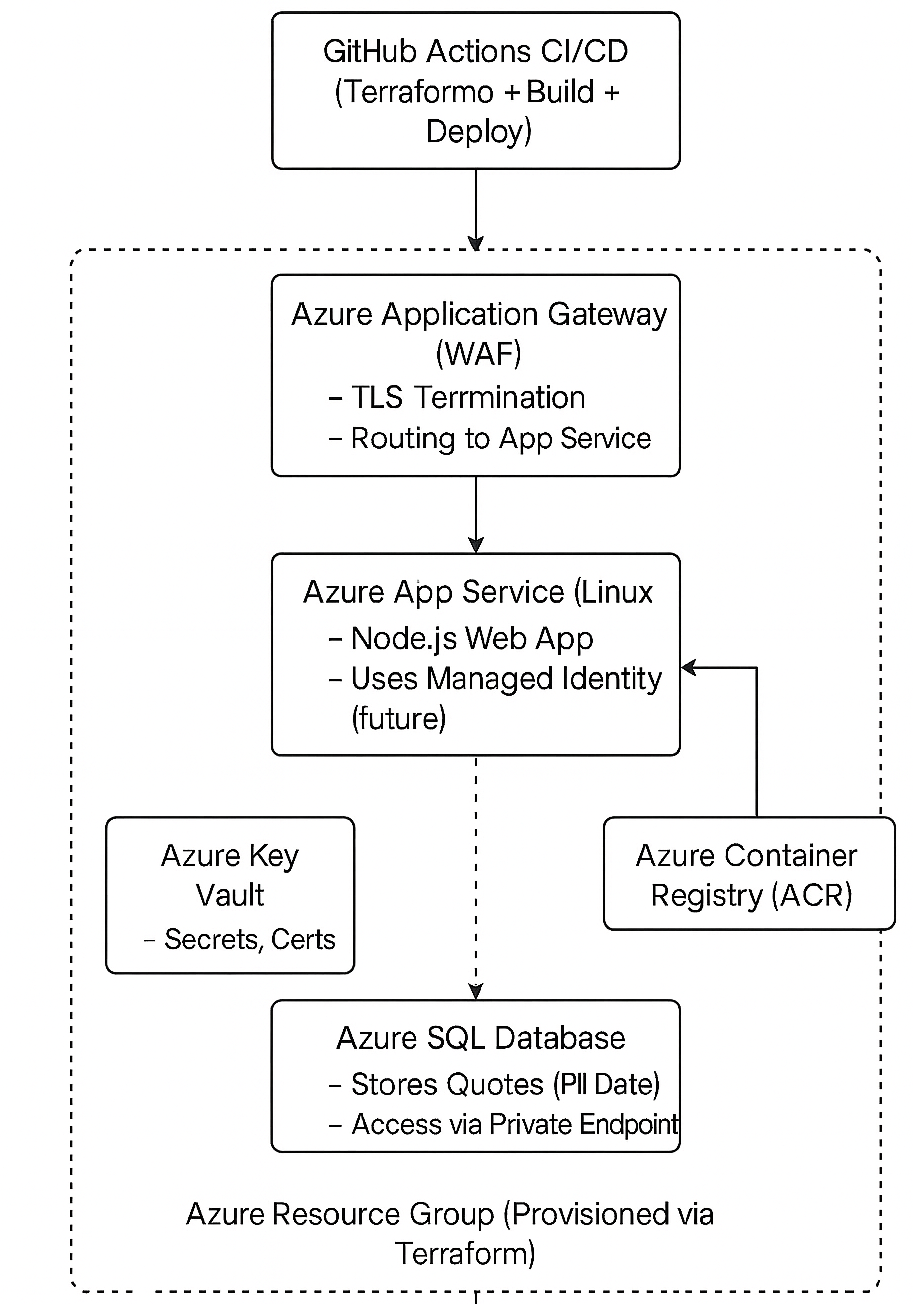 GitHub Actions CI/CD
(Terraformo + Build +
Deploy)
Azure Application Gateway
(WAF)
– TLS Terrmination
– Routing to App Service
Azure App Service (Linux
– Node.js Web App
– Uses Managed Identity
(future)
Azure Key
Vault
– Secrets, Certs
Azure Container
Registry (ACR)
Azure SQL Database
– Stores Quotes (PII Date)
– Access via Private Endpoint
Azure Resource Group (Provisioned via
Terraform)